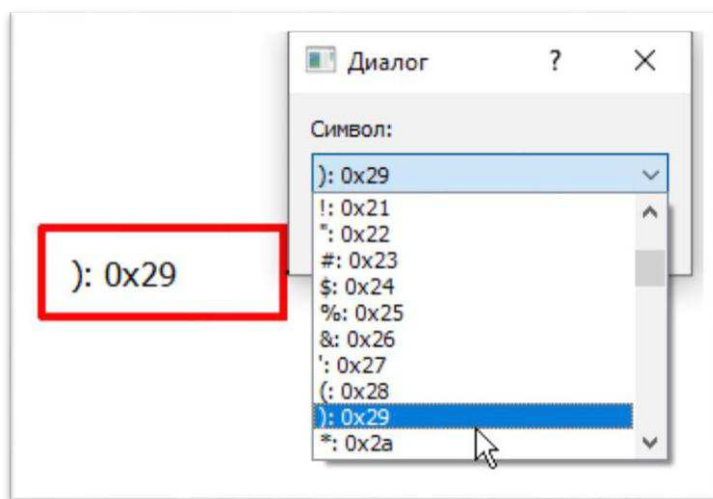 Диалог ? ×
Символ:
): 0x29
!: 0x21
": 0x22
#: 0x23
$: 0x24
%: 0x25
&: 0x26
': 0x27
(: 0x28
): 0x29
*: 0x2a
): 0x29